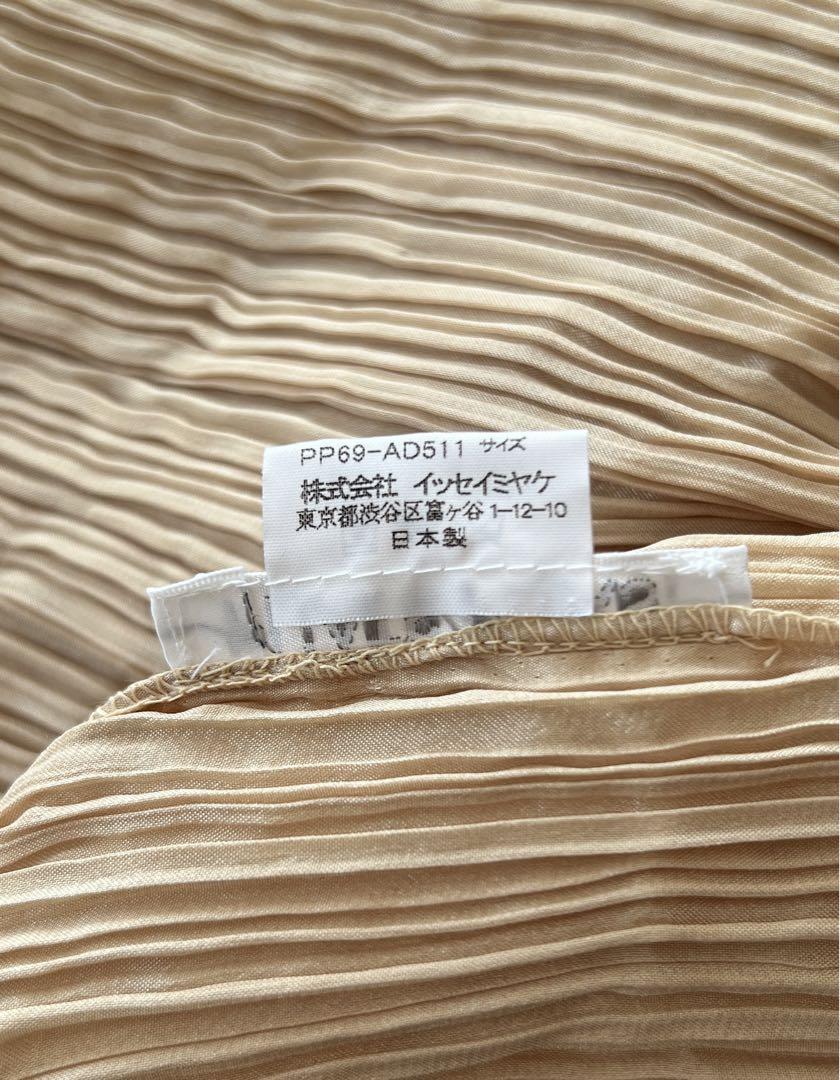 PP69-AD511 サイズ
株式会社 イッセイミヤケ
東京都渋谷区富ヶ谷 1-12-10
日本製